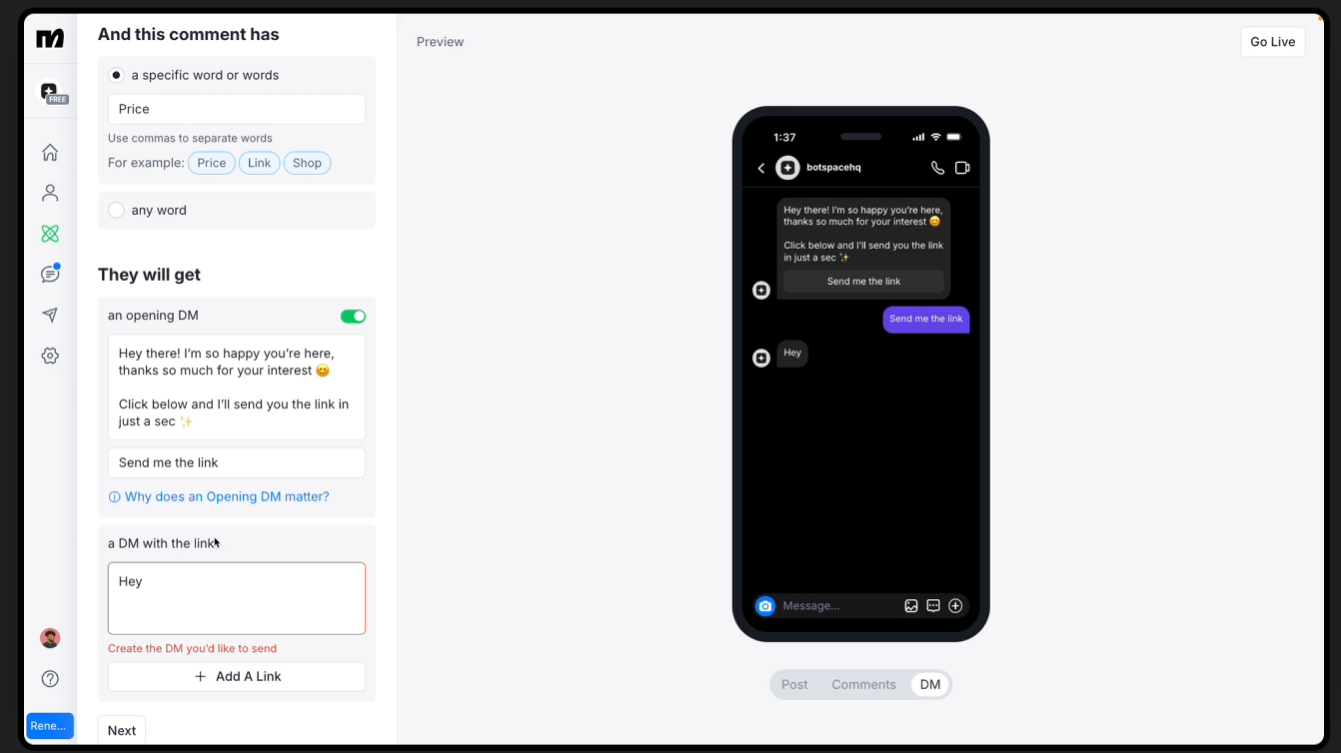 And this comment has
a specific word or words
Price
Use commas to separate words
For example: Price Link Shop
any word
They will get
an opening DM
Hey there! I'm so happy you're here,
thanks so much for your interest 😊
Click below and I'll send you the link in
just a sec ✨
Send me the link
Why does an Opening DM matter?
a DM with the link
Hey
Create the DM you'd like to send
+ Add A Link
Next
FREE
Rene...
Preview
Go Live
1:37
botspacehq
Hey there! I'm so happy you're here,
thanks so much for your interest 😊
Click below and I'll send you the link
in just a sec ✨
Send me the link
Send me the link
Hey
Message...
Post Comments DM